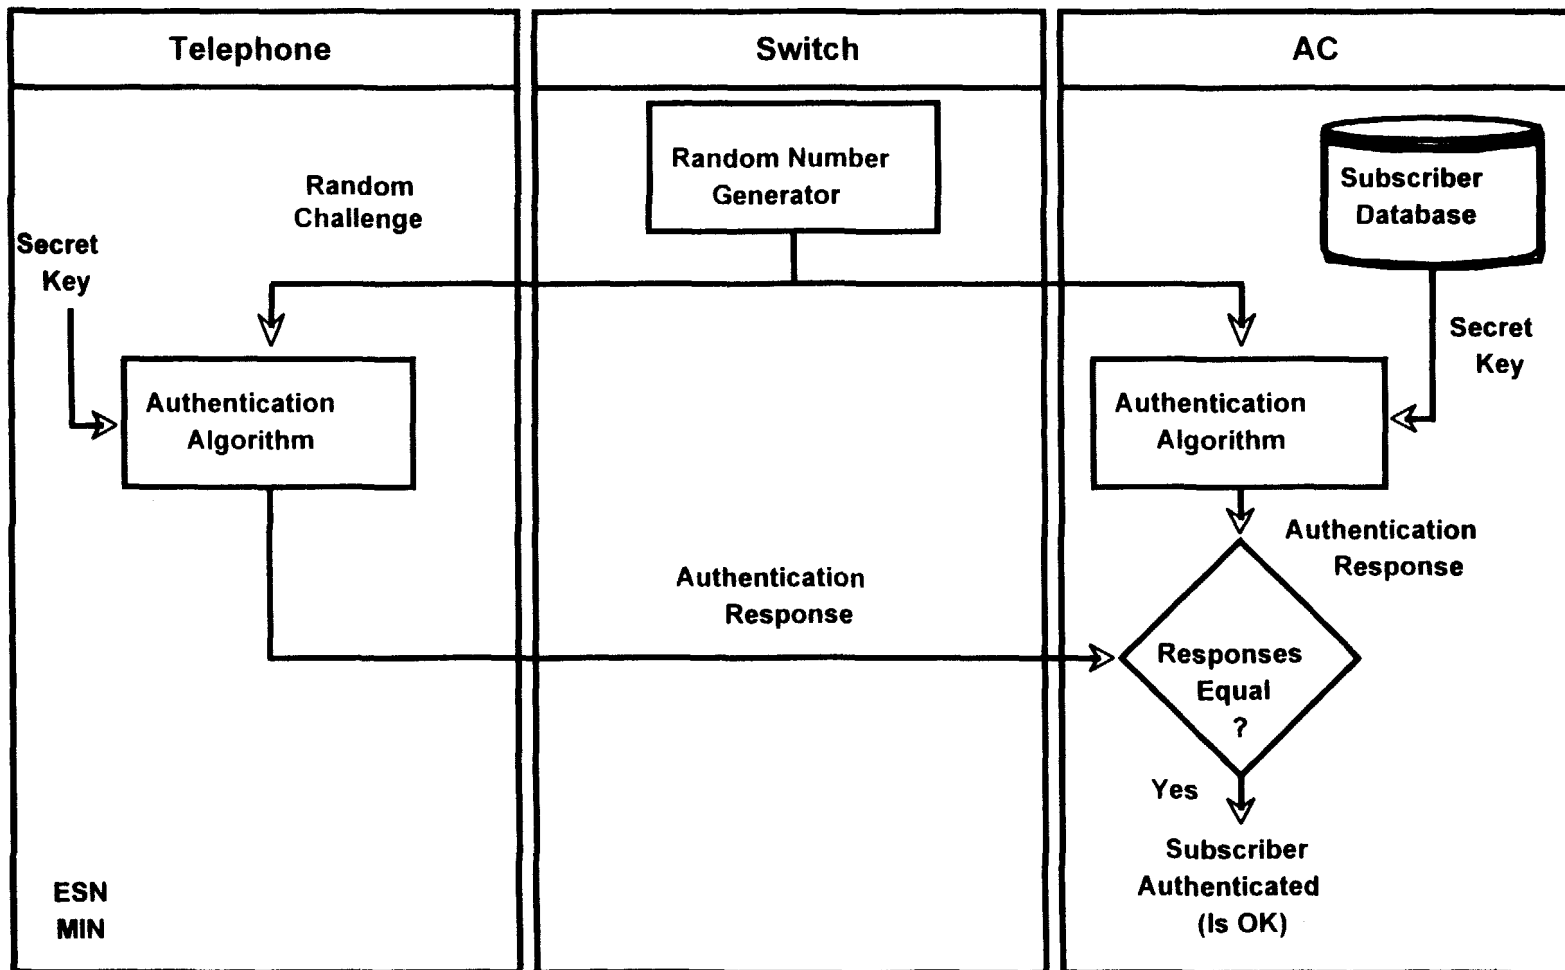 Telephone
Switch
AC
Random Number
Generator
Subscriber
Database
Random
Challenge
Secret
Key
Secret
Key
Authentication
Algorithm
Authentication
Algorithm
Authentication
Response
Authentication
Response
Responses
Equal
?
Yes
Subscriber
Authenticated
(Is OK)
ESN
MIN